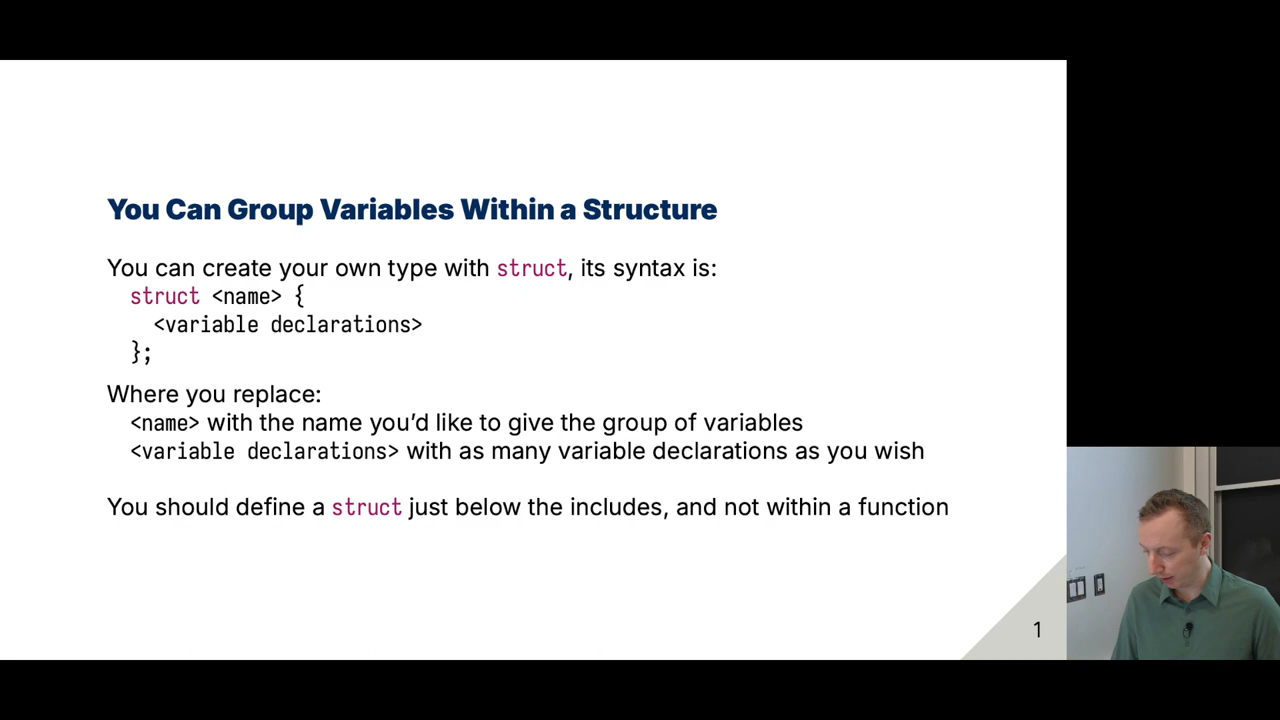 You Can Group Variables Within a Structure
You can create your own type with struct, its syntax is:
struct <name> {
<variable declarations>
};
Where you replace:
<name> with the name you’d like to give the group of variables
<variable declarations> with as many variable declarations as you wish
You should define a struct just below the includes, and not within a function
1